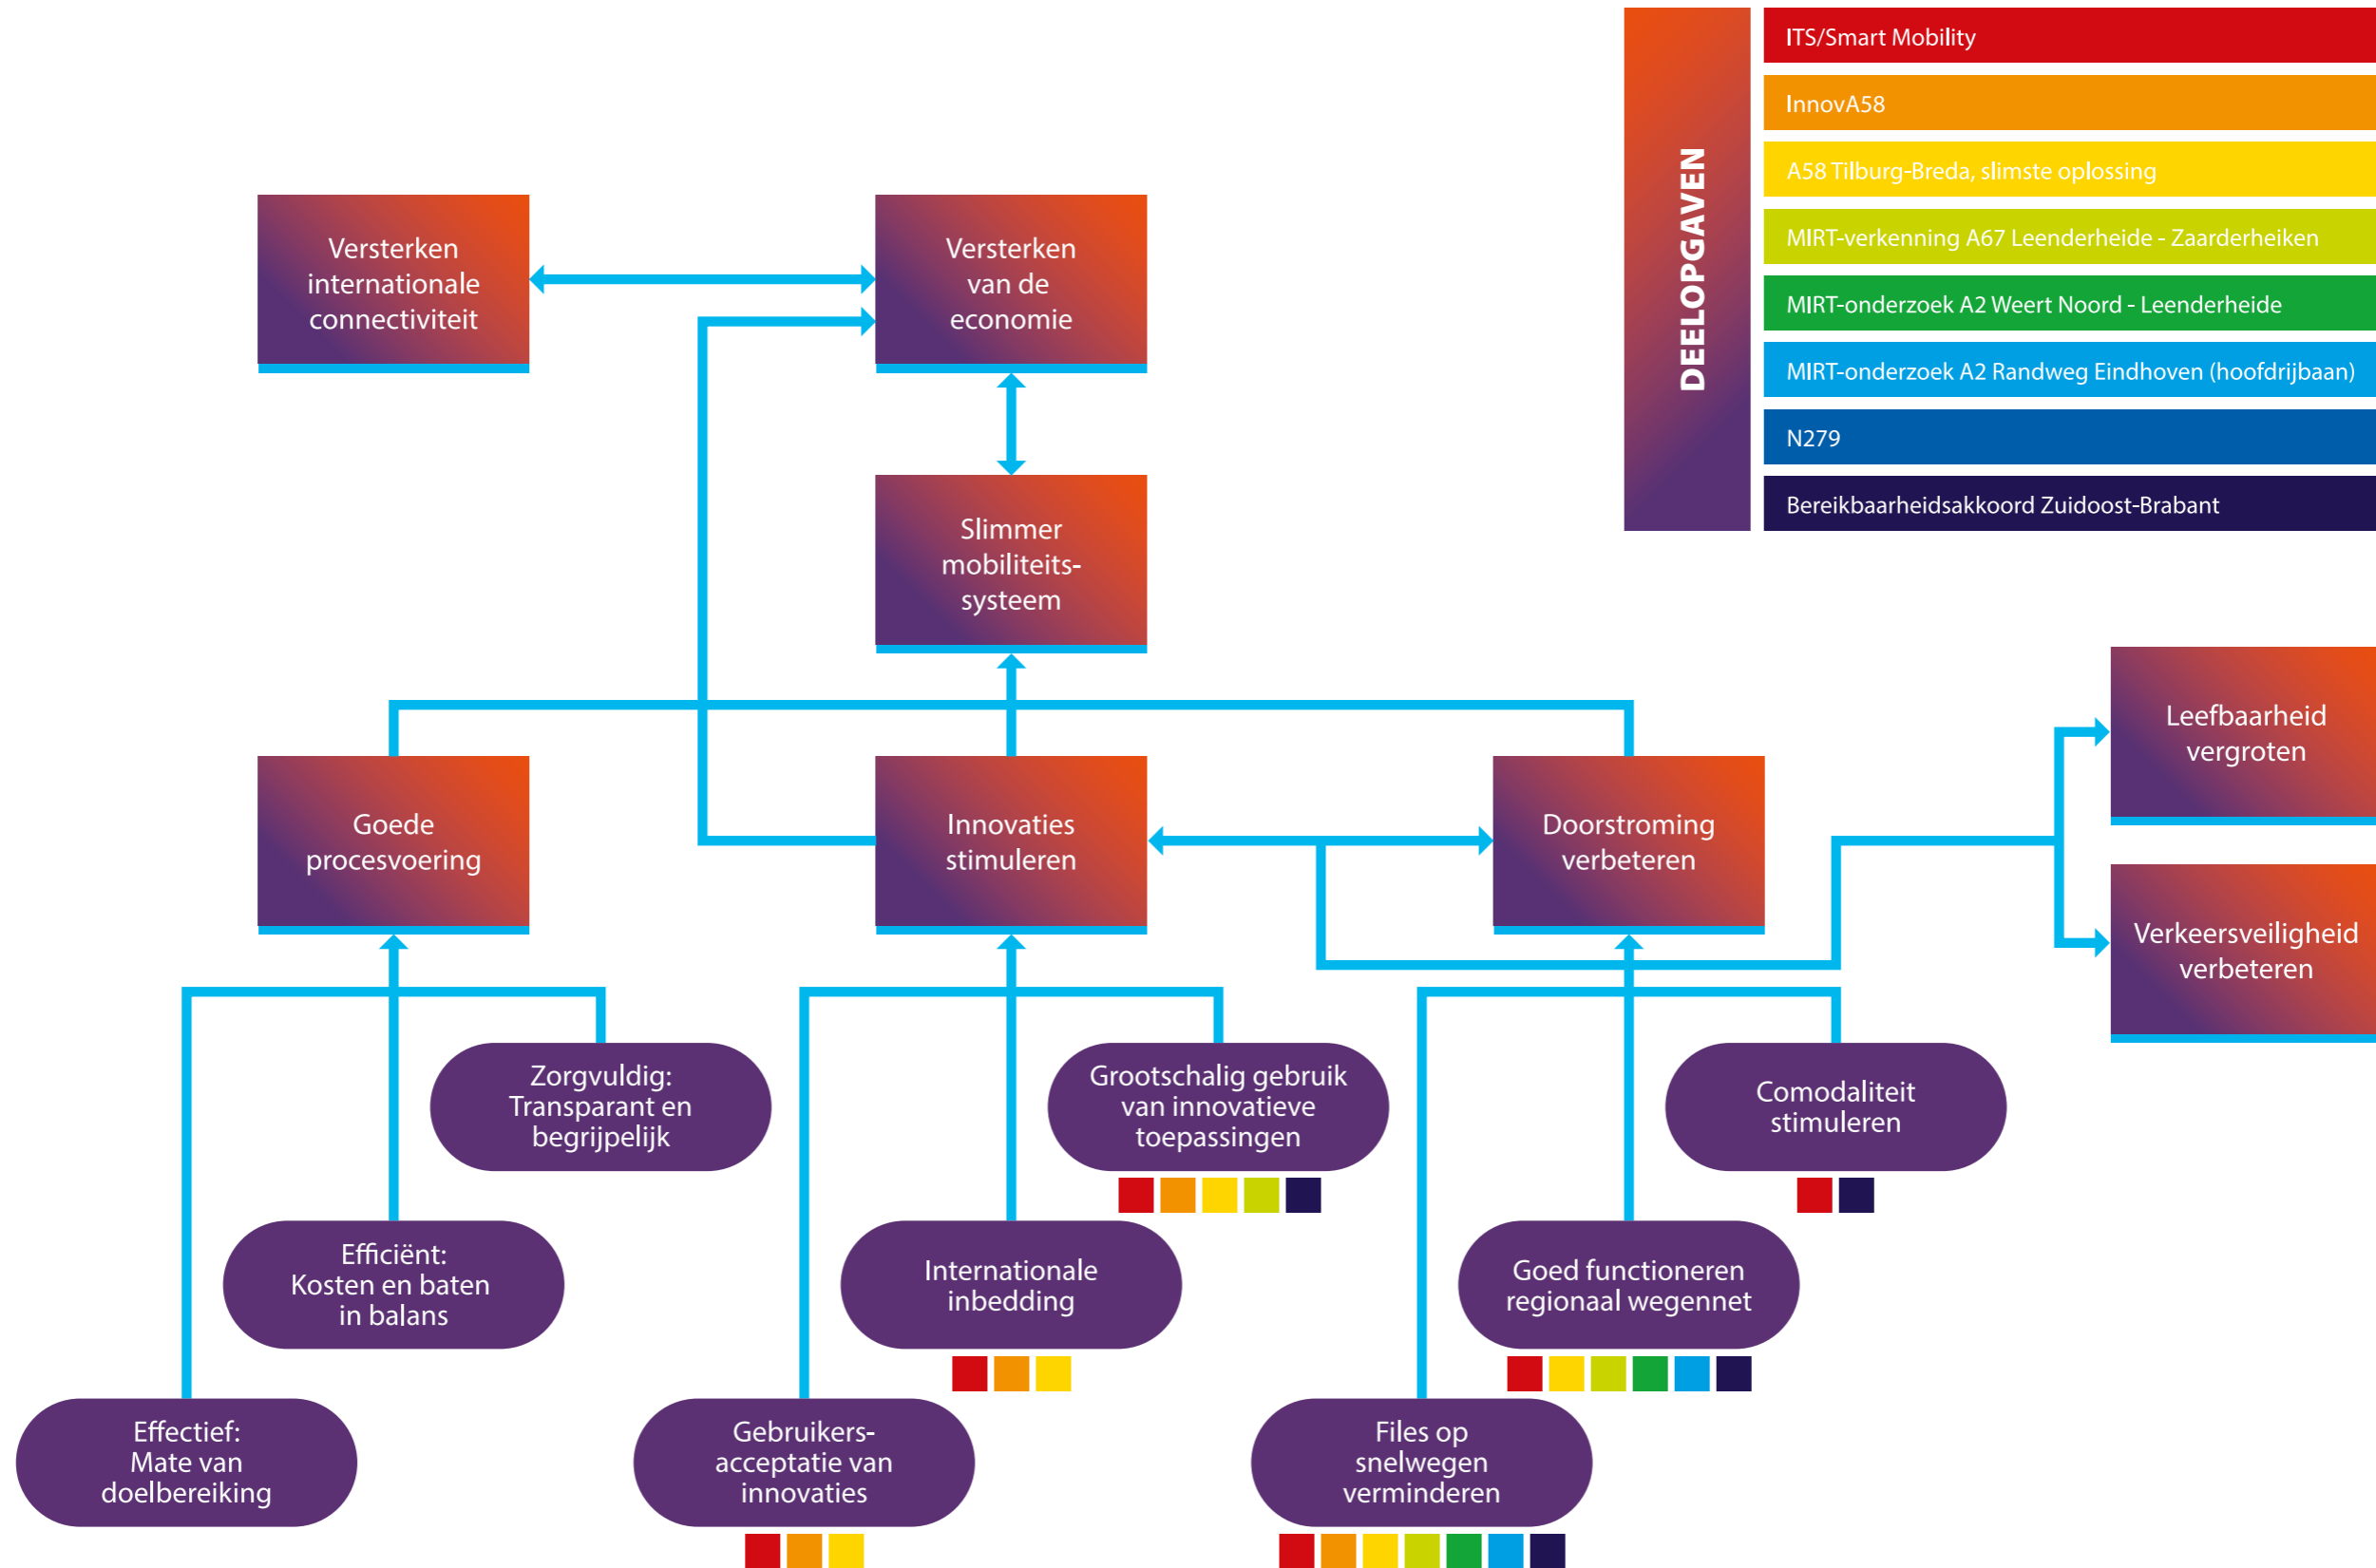 DEELOPGAVEN
ITS/Smart Mobility
InnovA58
A58 Tilburg-Breda, slimste oplossing
MIRT-verkenning A67 Leenderheide - Zaarderheiken
MIRT-onderzoek A2 Weert Noord - Leenderheide
MIRT-onderzoek A2 Randweg Eindhoven (hoofdrijbaan)
N279
Bereikbaarheidsakkoord Zuidoost-Brabant
Versterken
internationale
connectiviteit
Versterken
van de
economie
Slimmer
mobiliteits-
systeem
Leefbaarheid
vergroten
Goede
procesvoering
Innovaties
stimuleren
Doorstroming
verbeteren
Verkeersveiligheid
verbeteren
Zorgvuldig:
Transparant en
begrijpelijk
Grootschalig gebruik
van innovatieve
toepassingen
Comodaliteit
stimuleren
Efficiënt:
Kosten en baten
in balans
Internationale
inbedding
Goed functioneren
regionaal wegennet
Effectief:
Mate van
doelbereiking
Gebruikers-
acceptatie van
innovaties
Files op
snelwegen
verminderen